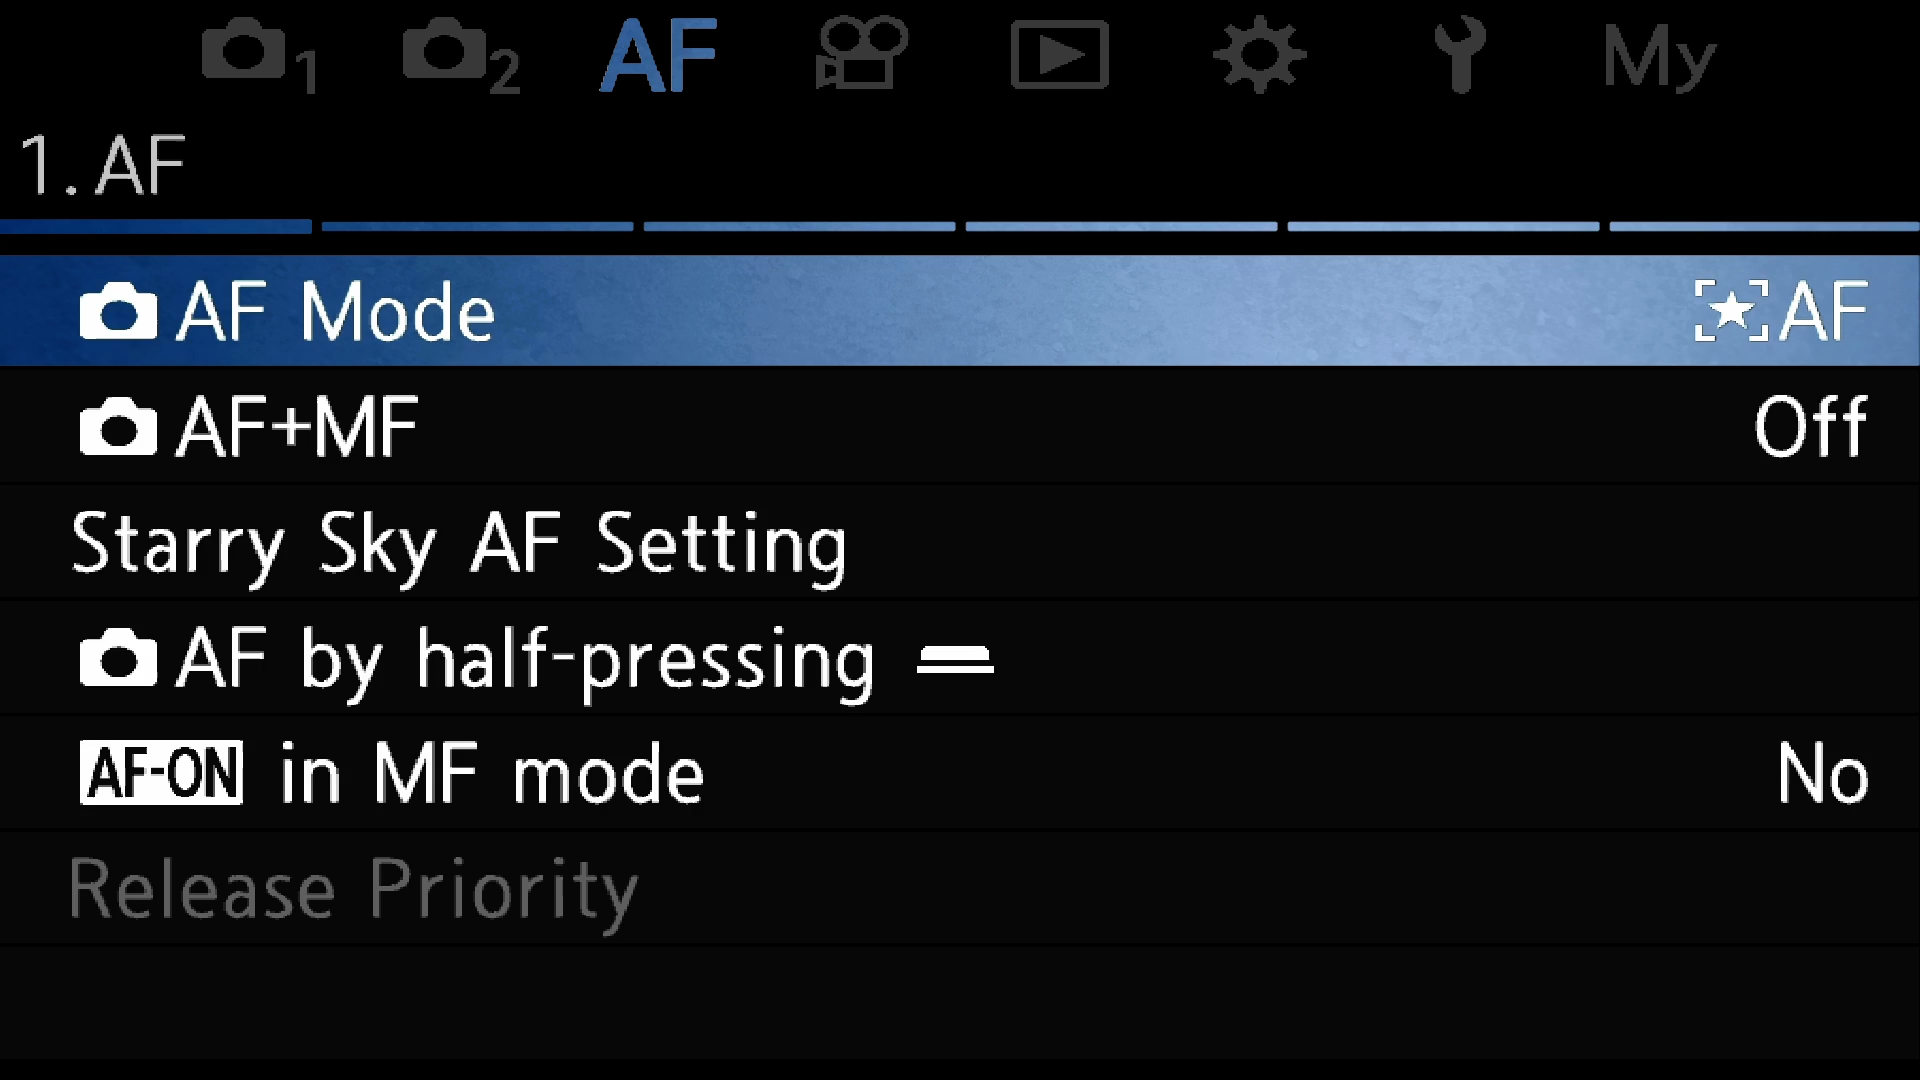 1 2 AF My
1. AF
AF Mode AF
AF+MF Off
Starry Sky AF Setting
AF by half-pressing
AF-ON in MF mode No
Release Priority